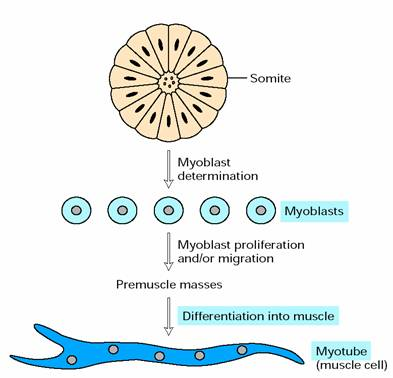 Somite
Myoblast
determination
Myoblasts
Myoblast proliferation
and/or migration
Premuscle masses
Differentiation into muscle
Myotube
(muscle cell)